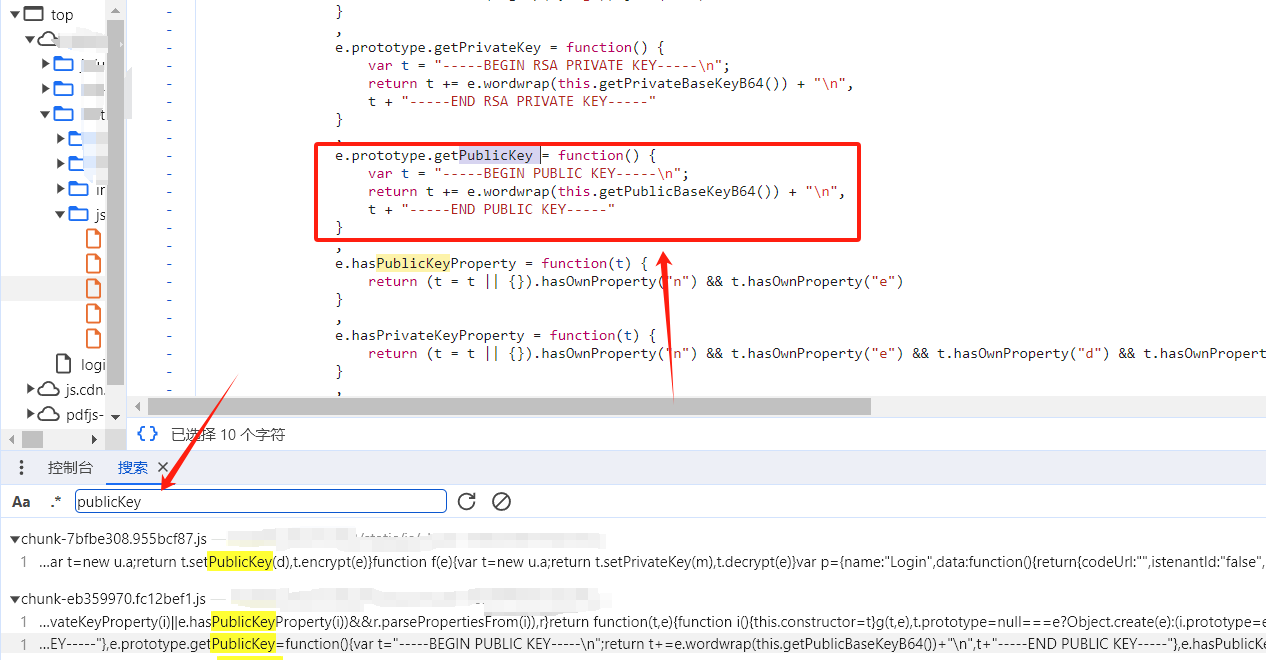 top
}
,
e.prototype.getPrivateKey = function() {
var t = "-----BEGIN RSA PRIVATE KEY-----\n";
return t += e.wordwrap(this.getPrivateBaseKeyB64()) + "\n",
t + "-----END RSA PRIVATE KEY-----"
}
,
e.prototype.getPublicKey = function() {
var t = "-----BEGIN PUBLIC KEY-----\n";
return t += e.wordwrap(this.getPublicBaseKeyB64()) + "\n",
t + "-----END PUBLIC KEY-----"
}
,
e.hasPublicKeyProperty = function(t) {
return (t = t || {}).hasOwnProperty("n") && t.hasOwnProperty("e")
}
,
e.hasPrivateKeyProperty = function(t) {
return (t = t || {}).hasOwnProperty("n") && t.hasOwnProperty("e") && t.hasOwnProperty("d") && t.hasOwnPropert
}
,
js
logi
js.cdn.
pdfjs-
{} 已选择 10 个字符
控制台 搜索 ×
Aa .* publicKey
chunk-7bfbe308.955bcf87.js —
1 …ar t=new u.a;return t.setPublicKey(d),t.encrypt(e)}function f(e){var t=new u.a;return t.setPrivateKey(m),t.decrypt(e)}var p={name:"Login",data:function(){return{codeUrl:"",istenantId:"false",
chunk-eb359970.fc12bef1.js —
1 …vateKeyProperty(i)||e.hasPublicKeyProperty(i))&&r.parsePropertiesFrom(i)),r}return function(t,e){function i(){this.constructor=t}g(t,e),t.prototype=null===e?Object.create(e):(i.prototype=e
1 …EY-----"},e.prototype.getPublicKey=function(){var t="-----BEGIN PUBLIC KEY-----\n";return t+=e.wordwrap(this.getPublicBaseKeyB64())+"\n",t+"-----END PUBLIC KEY-----"},e.hasPublicKe